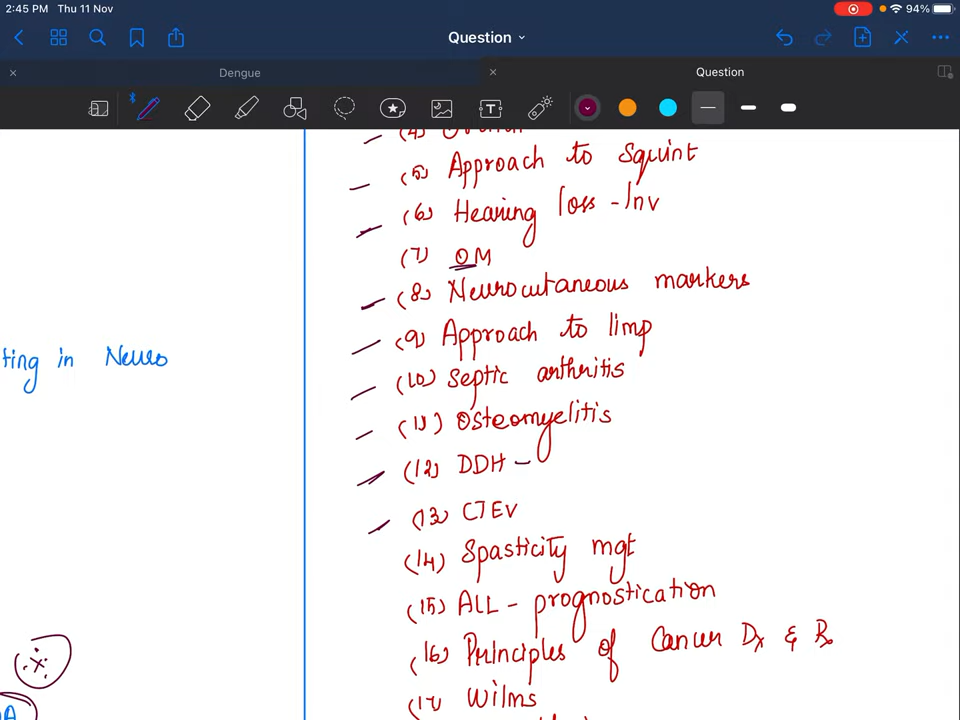 2:45 PM Thu 11 Nov
94%
Question
Dengue
Question
(5) Approach to Squint
(6) Hearing loss - Inv
(7) OM
(8) Neurocutaneous markers
(9) Approach to limp
ting in Neuro
(10) Septic arthritis
(11) Osteomyelitis
(12) DDH -
(13) CTEV
(14) Spasticity mgt
(15) ALL - prognostication
(16) Principles of Cancer Dx & Rx
(17) Wilms